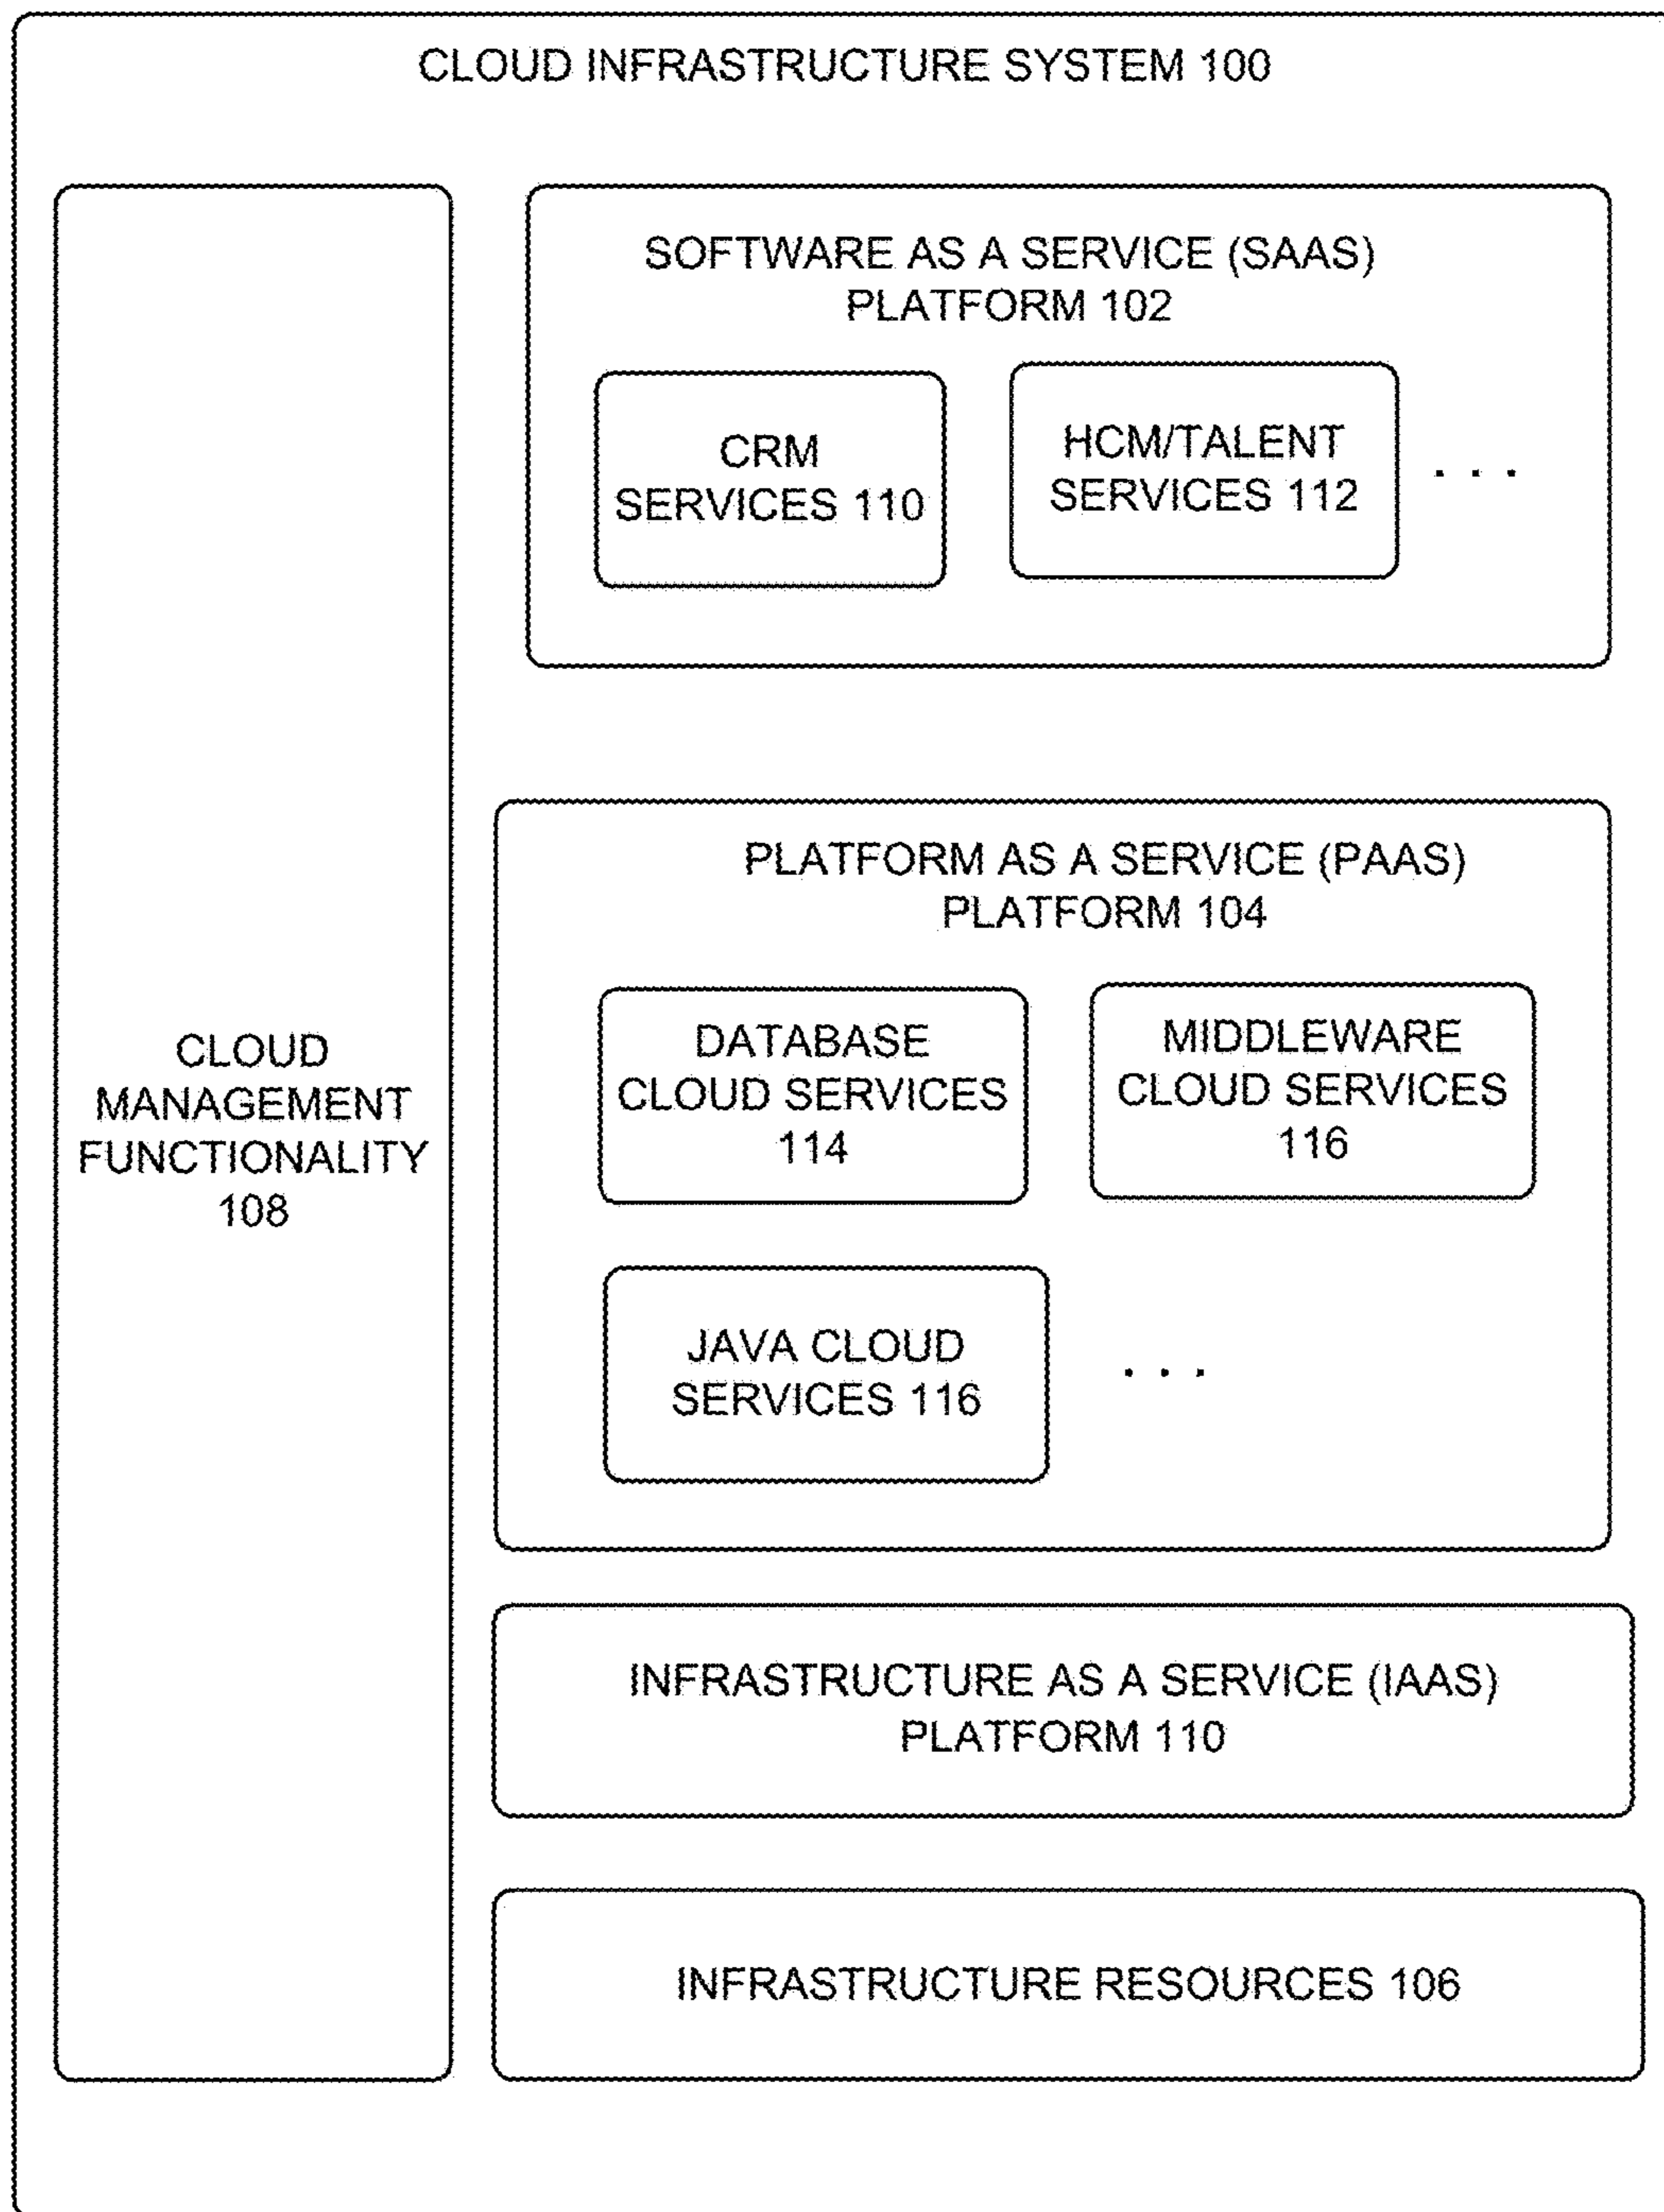 CLOUD INFRASTRUCTURE SYSTEM 100
SOFTWARE AS A SERVICE (SAAS)
PLATFORM 102
CRM
SERVICES 110
HCM/TALENT
SERVICES 112
. . .
CLOUD
MANAGEMENT
FUNCTIONALITY
108
PLATFORM AS A SERVICE (PAAS)
PLATFORM 104
DATABASE
CLOUD SERVICES
114
MIDDLEWARE
CLOUD SERVICES
116
JAVA CLOUD
SERVICES 116
. . .
INFRASTRUCTURE AS A SERVICE (IAAS)
PLATFORM 110
INFRASTRUCTURE RESOURCES 106